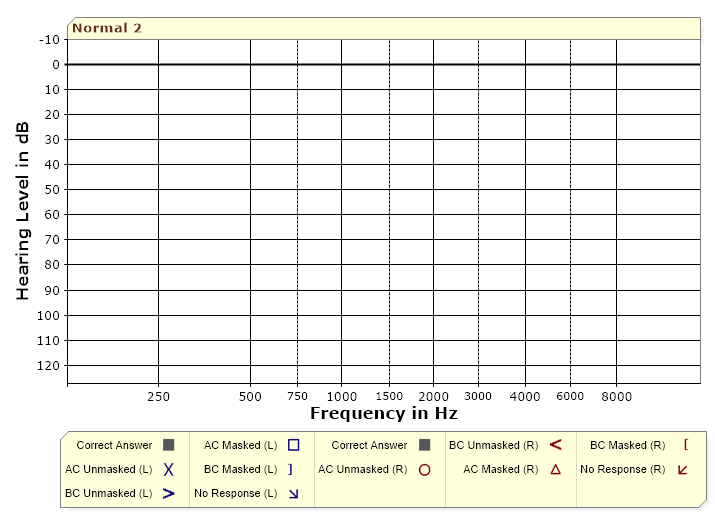 Normal 2
-10
0
10
20
30
40
50
60
70
80
90
100
110
120
Hearing Level in dB
250 500 750 1000 1500 2000 3000 4000 6000 8000
Frequency in Hz
Correct Answer AC Masked (L) Correct Answer BC Unmasked (R) < BC Masked (R) [
AC Unmasked (L) X BC Masked (L) ] AC Unmasked (R) AC Masked (R) No Response (R)
BC Unmasked (L) > No Response (L)